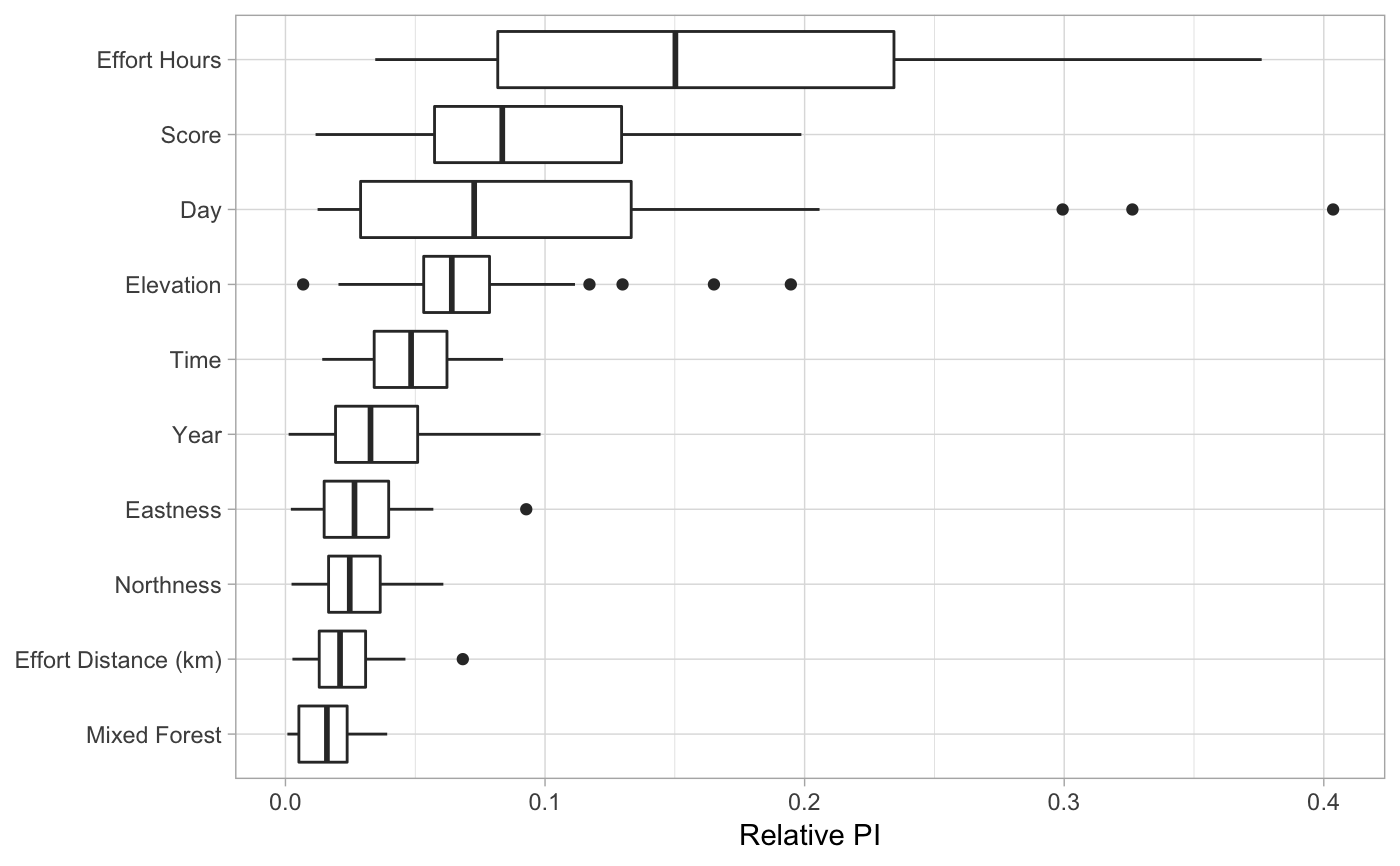 Effort Hours
Score
Day
Elevation
Time
Year
Eastness
Northness
Effort Distance (km)
Mixed Forest
0.0 0.1 0.2 0.3 0.4
Relative PI